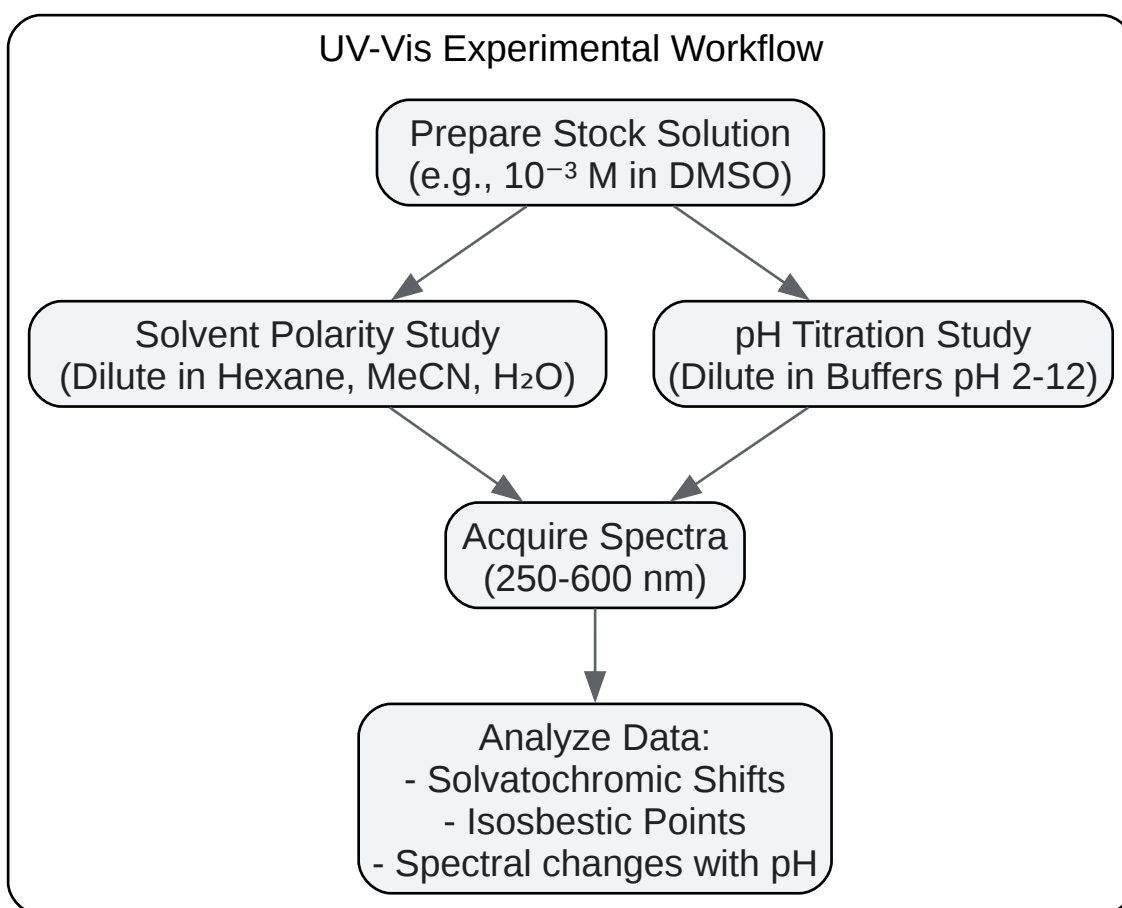 UV-Vis Experimental Workflow
Prepare Stock Solution
(e.g., 10⁻³ M in DMSO)
Solvent Polarity Study
(Dilute in Hexane, MeCN, H₂O)
pH Titration Study
(Dilute in Buffers pH 2-12)
Acquire Spectra
(250-600 nm)
Analyze Data:
- Solvatochromic Shifts
- Isosbestic Points
- Spectral changes with pH